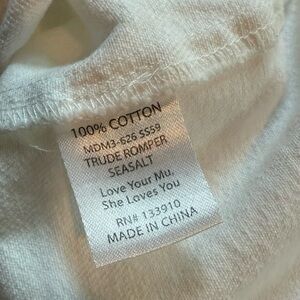 100% COTTON
MDM3-626 SS59
TRUDE ROMPER
SEASALT
Love Your Mu.
She Loves You
RN# 133910
MADE IN CHINA